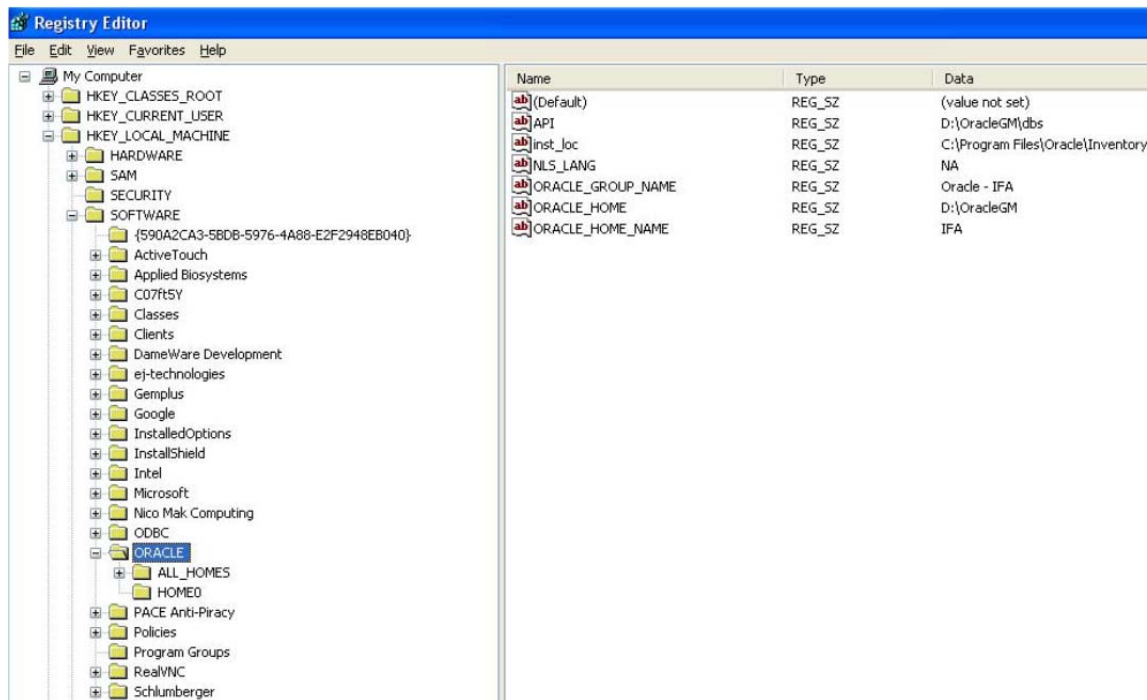 Registry Editor
File Edit View Favorites Help
My Computer
HKEY_CLASSES_ROOT
HKEY_CURRENT_USER
HKEY_LOCAL_MACHINE
HARDWARE
SAM
SECURITY
SOFTWARE
{590A2CA3-5BDB-5976-4A88-E2F2948EB040}
ActiveTouch
Applied Biosystems
C07ft5Y
Classes
Clients
DameWare Development
ej-technologies
Gemplus
Google
InstalledOptions
InstallShield
Intel
Microsoft
Nico Mak Computing
ODBC
ORACLE
ALL_HOMES
HOME0
PACE Anti-Piracy
Policies
Program Groups
RealVNC
Schlumberger
Name Type Data
(Default) REG_SZ (value not set)
API REG_SZ D:\OracleGM\dbs
inst_loc REG_SZ C:\Program Files\Oracle\Inventory
NLS_LANG REG_SZ NA
ORACLE_GROUP_NAME REG_SZ Oracle - IFA
ORACLE_HOME REG_SZ D:\OracleGM
ORACLE_HOME_NAME REG_SZ IFA